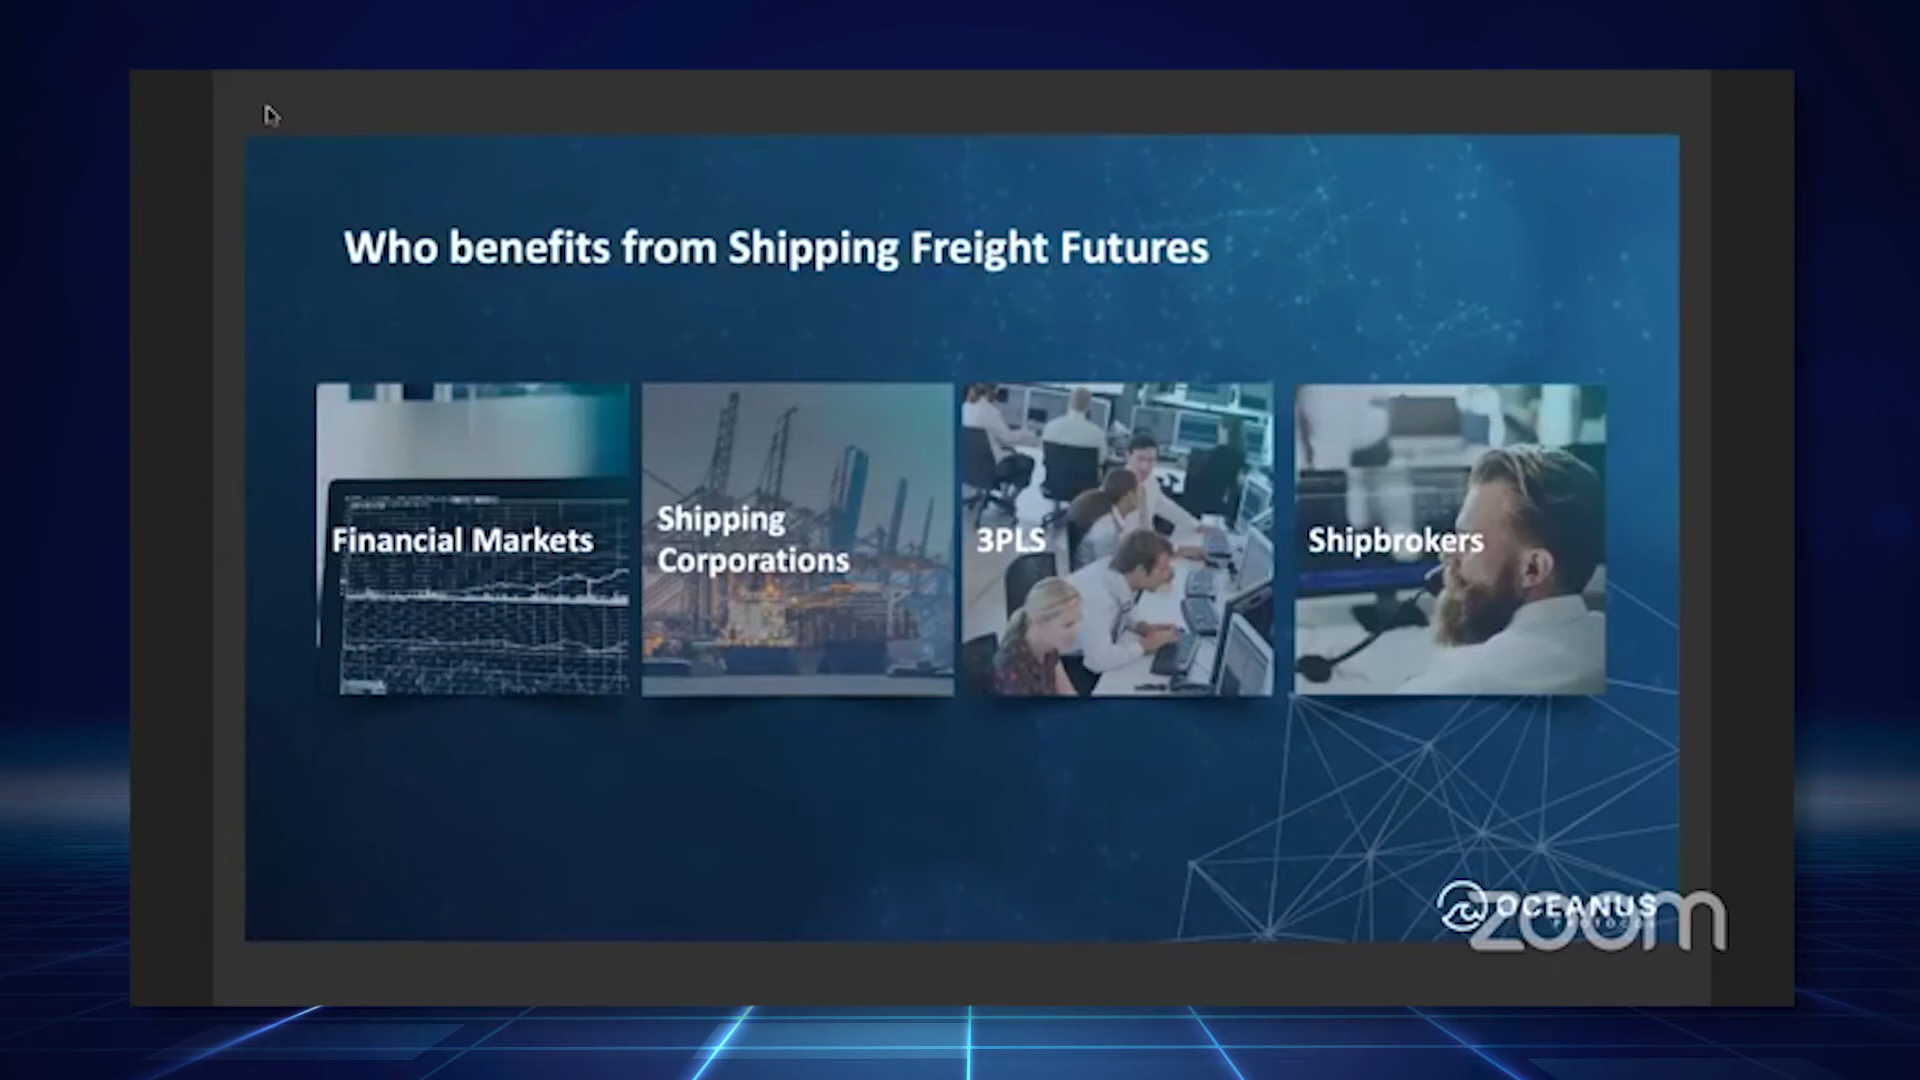 Who benefits from Shipping Freight Futures
Financial Markets
Shipping
Corporations
3PLS
Shipbrokers
OCEANUS
zoom